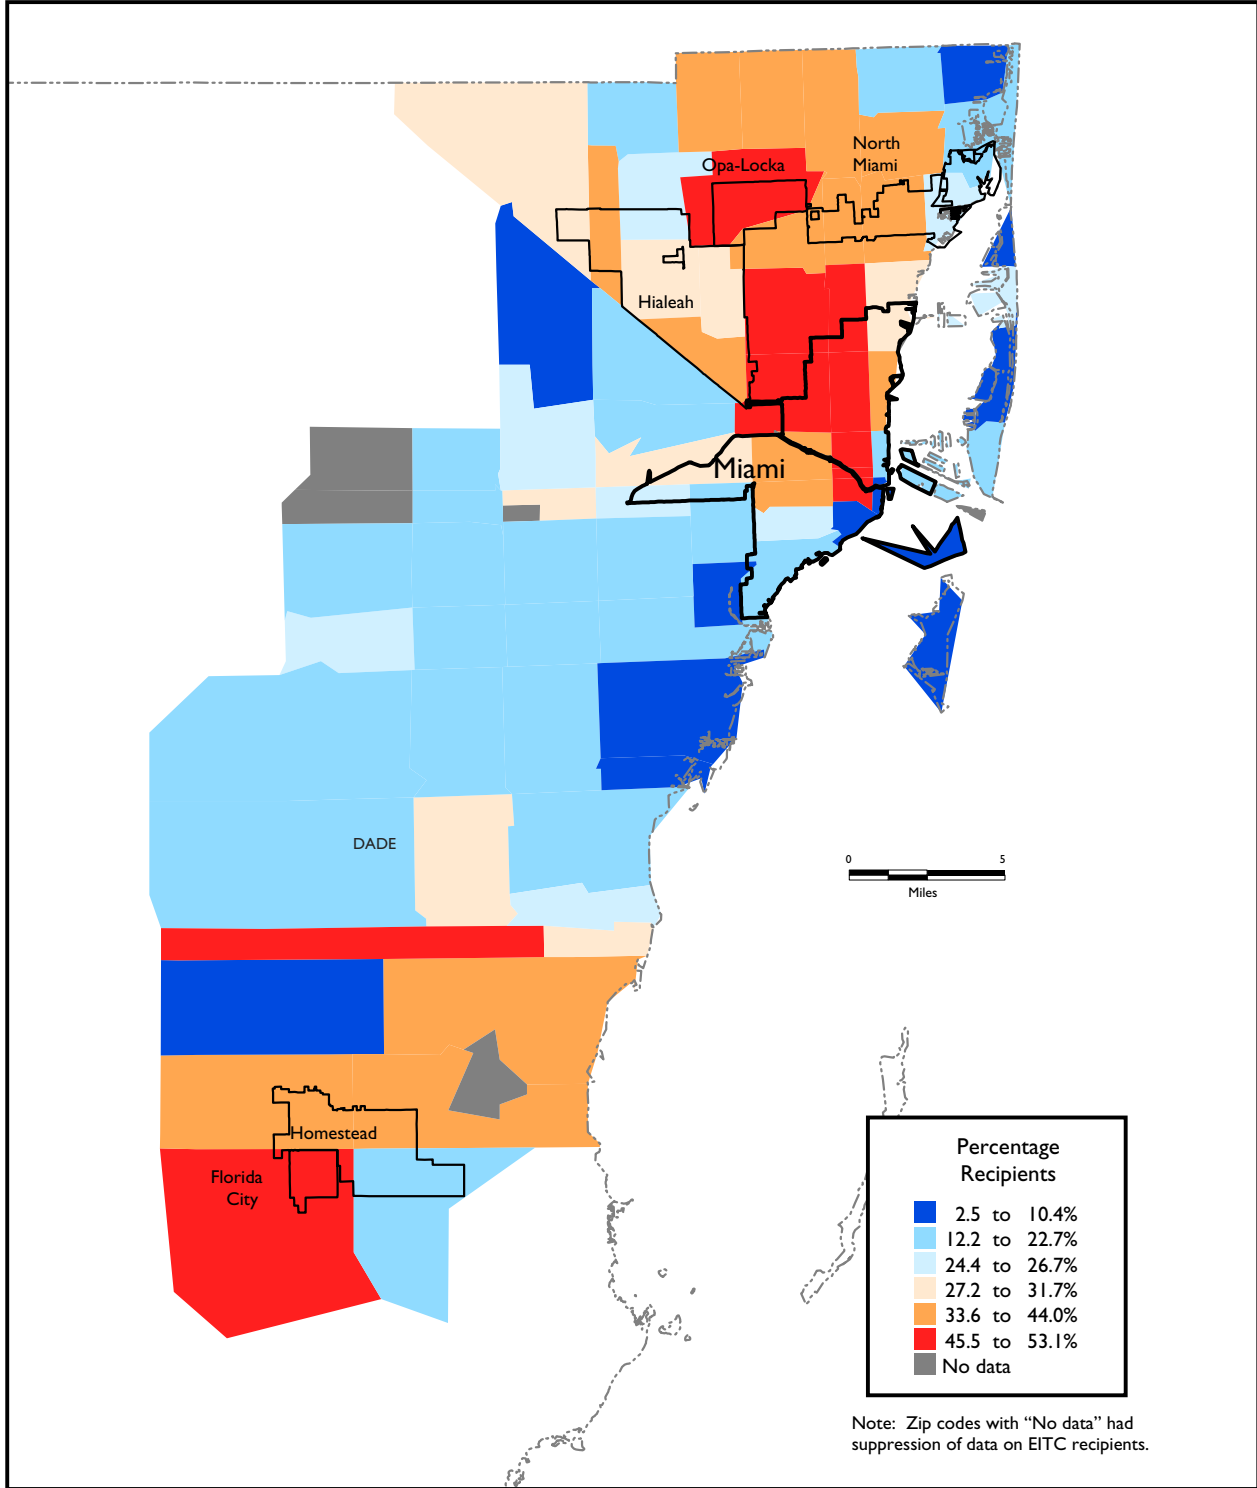 North
Miami
Opa-Locka
Hialeah
Miami
DADE
0 5
Miles
Homestead
Florida
City
Percentage
Recipients
2.5 to 10.4%
12.2 to 22.7%
24.4 to 26.7%
27.2 to 31.7%
33.6 to 44.0%
45.5 to 53.1%
No data
Note: Zip codes with “No data” had
suppression of data on EITC recipients.